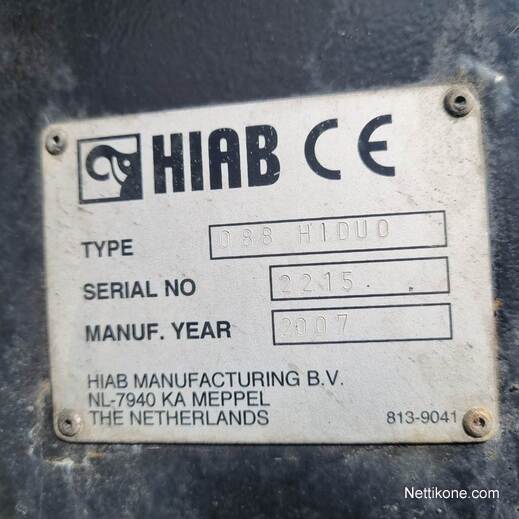 HIAB CE
TYPE 088 HIDUO
SERIAL NO 2215
MANUF. YEAR 2007
HIAB MANUFACTURING B.V.
NL-7940 KA MEPPEL
THE NETHERLANDS 813-9041
Nettikone.com